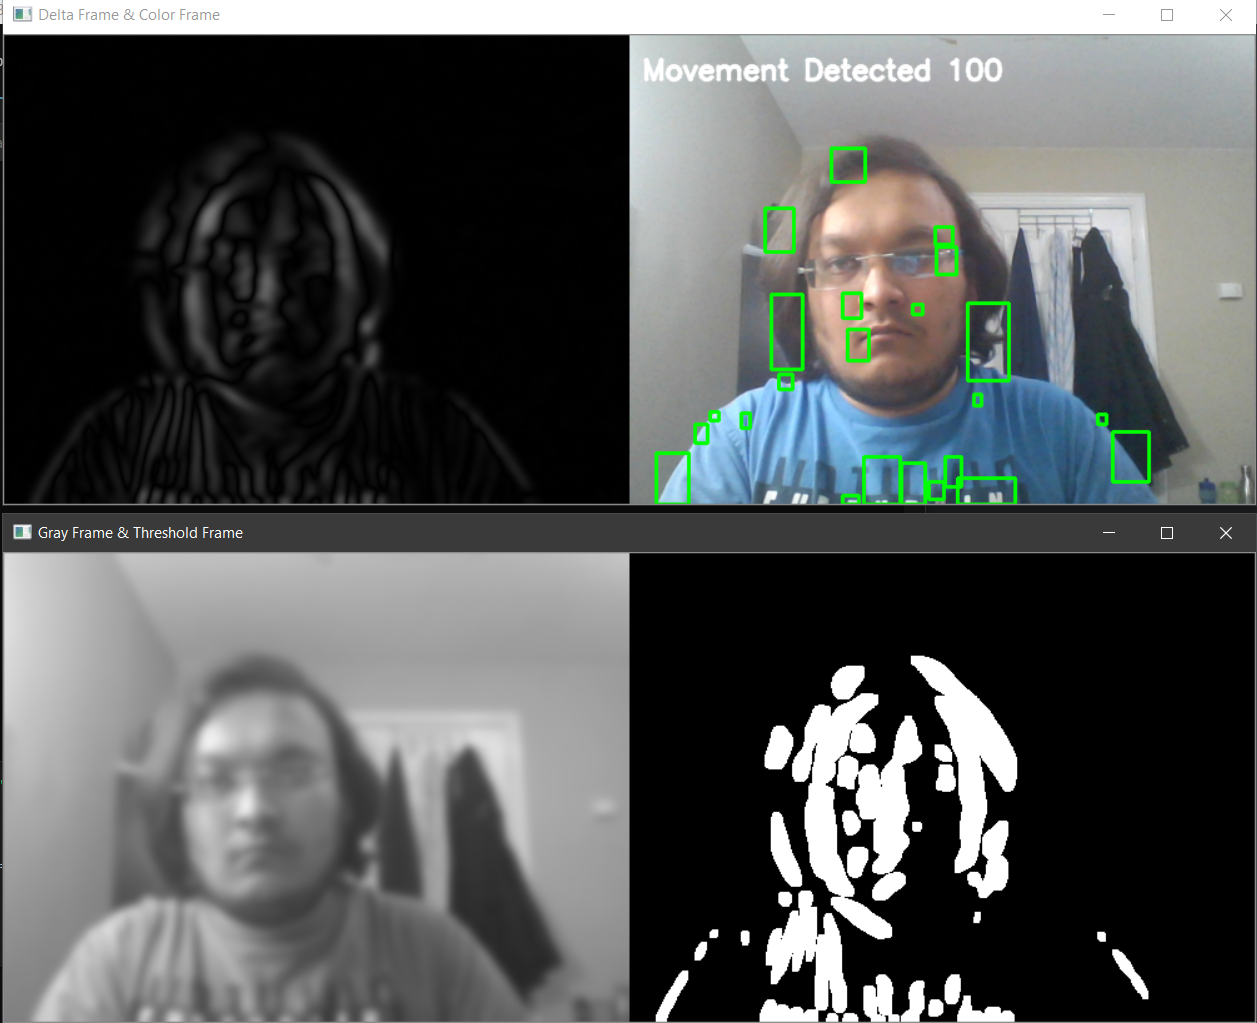 Delta Frame & Color Frame
Movement Detected 100
Gray Frame & Threshold Frame